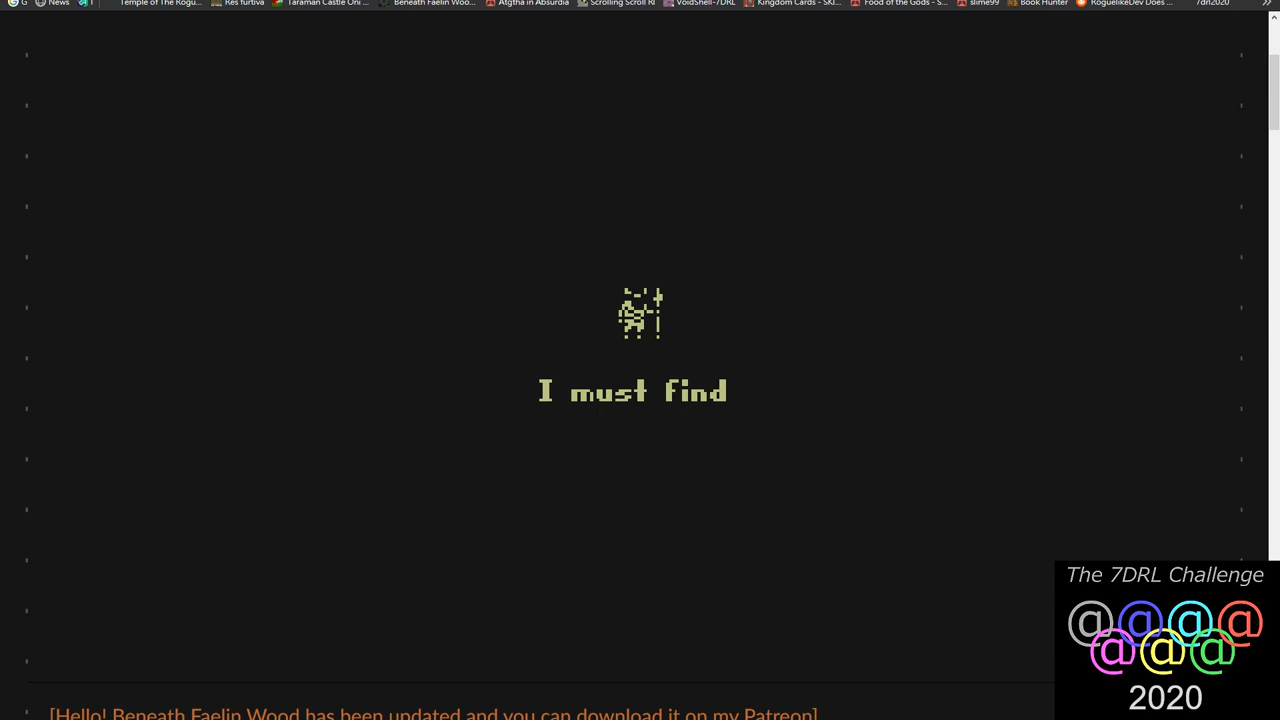 G News T Temple of The Rogu... Res furtiva Taraman Castle Oni ... Beneath Faelin Woo... Atgtha in Absurdia Scrolling Scroll RL VoidShell-7DRL Kingdom Cards - SKI... Food of the Gods - S... slime99 Book Hunter RoguelikeDev Does ... 7drl2020 »
I must find
The 7DRL Challenge
@@@@
@@@
2020
[Hello! Beneath Faelin Wood has been updated and you can download it on my Patreon]